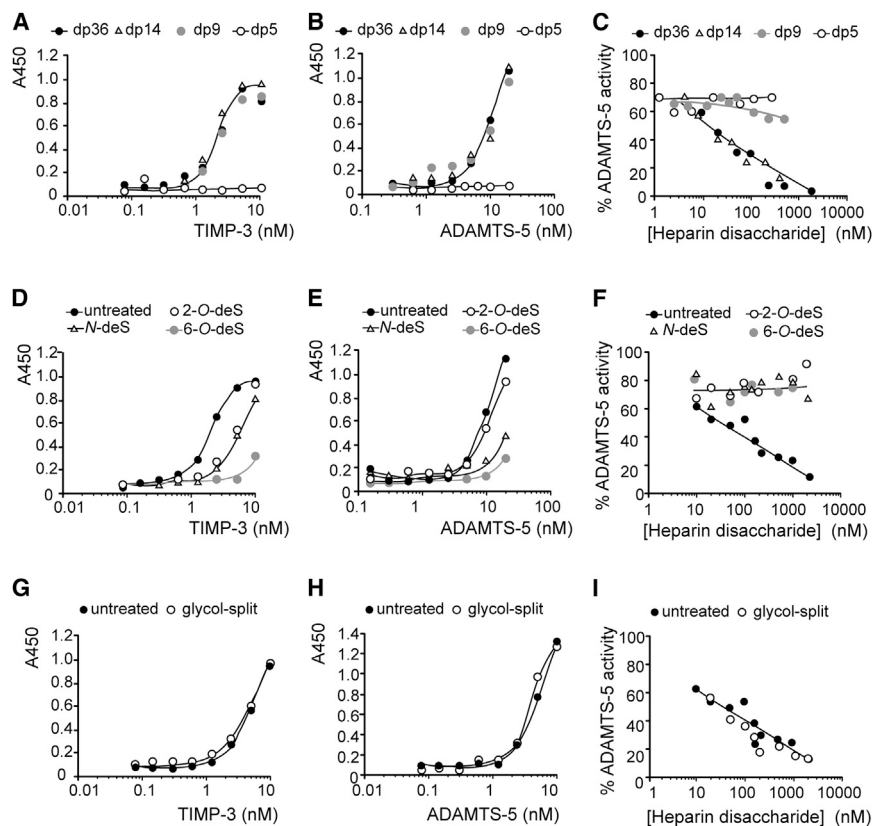 A
dp36 dp14 dp9 dp5
A450
1.2
1.0
0.8
0.6
0.4
0.2
0
0.01 0.1 1 10
TIMP-3 (nM)
B
dp36 dp14 dp9 dp5
A450
1.2
1.0
0.8
0.6
0.4
0.2
0
0.1 1 10 100
ADAMTS-5 (nM)
C
dp36 dp14 dp9 dp5
% ADAMTS-5 activity
100
80
60
40
20
0
1 10 100 1000 10000
[Heparin disaccharide] (nM)
D
untreated 2-O-deS
N-deS 6-O-deS
A450
1.2
1.0
0.8
0.6
0.4
0.2
0
0.01 0.1 1 10
TIMP-3 (nM)
E
untreated 2-O-deS
N-deS 6-O-deS
A450
1.2
1.0
0.8
0.6
0.4
0.2
0
0.1 1 10 100
ADAMTS-5 (nM)
F
untreated 2-O-deS
N-deS 6-O-deS
% ADAMTS-5 activity
100
80
60
40
20
0
1 10 100 1000 10000
[Heparin disaccharide] (nM)
G
untreated glycol-split
A450
1.2
1.0
0.8
0.6
0.4
0.2
0
0.01 0.1 1 10
TIMP-3 (nM)
H
untreated glycol-split
A450
1.4
1.2
1.0
0.8
0.6
0.4
0.2
0
0.01 0.1 1 10
ADAMTS-5 (nM)
I
untreated glycol-split
% ADAMTS-5 activity
100
80
60
40
20
0
1 10 100 1000 10000
[Heparin disaccharide] (nM)